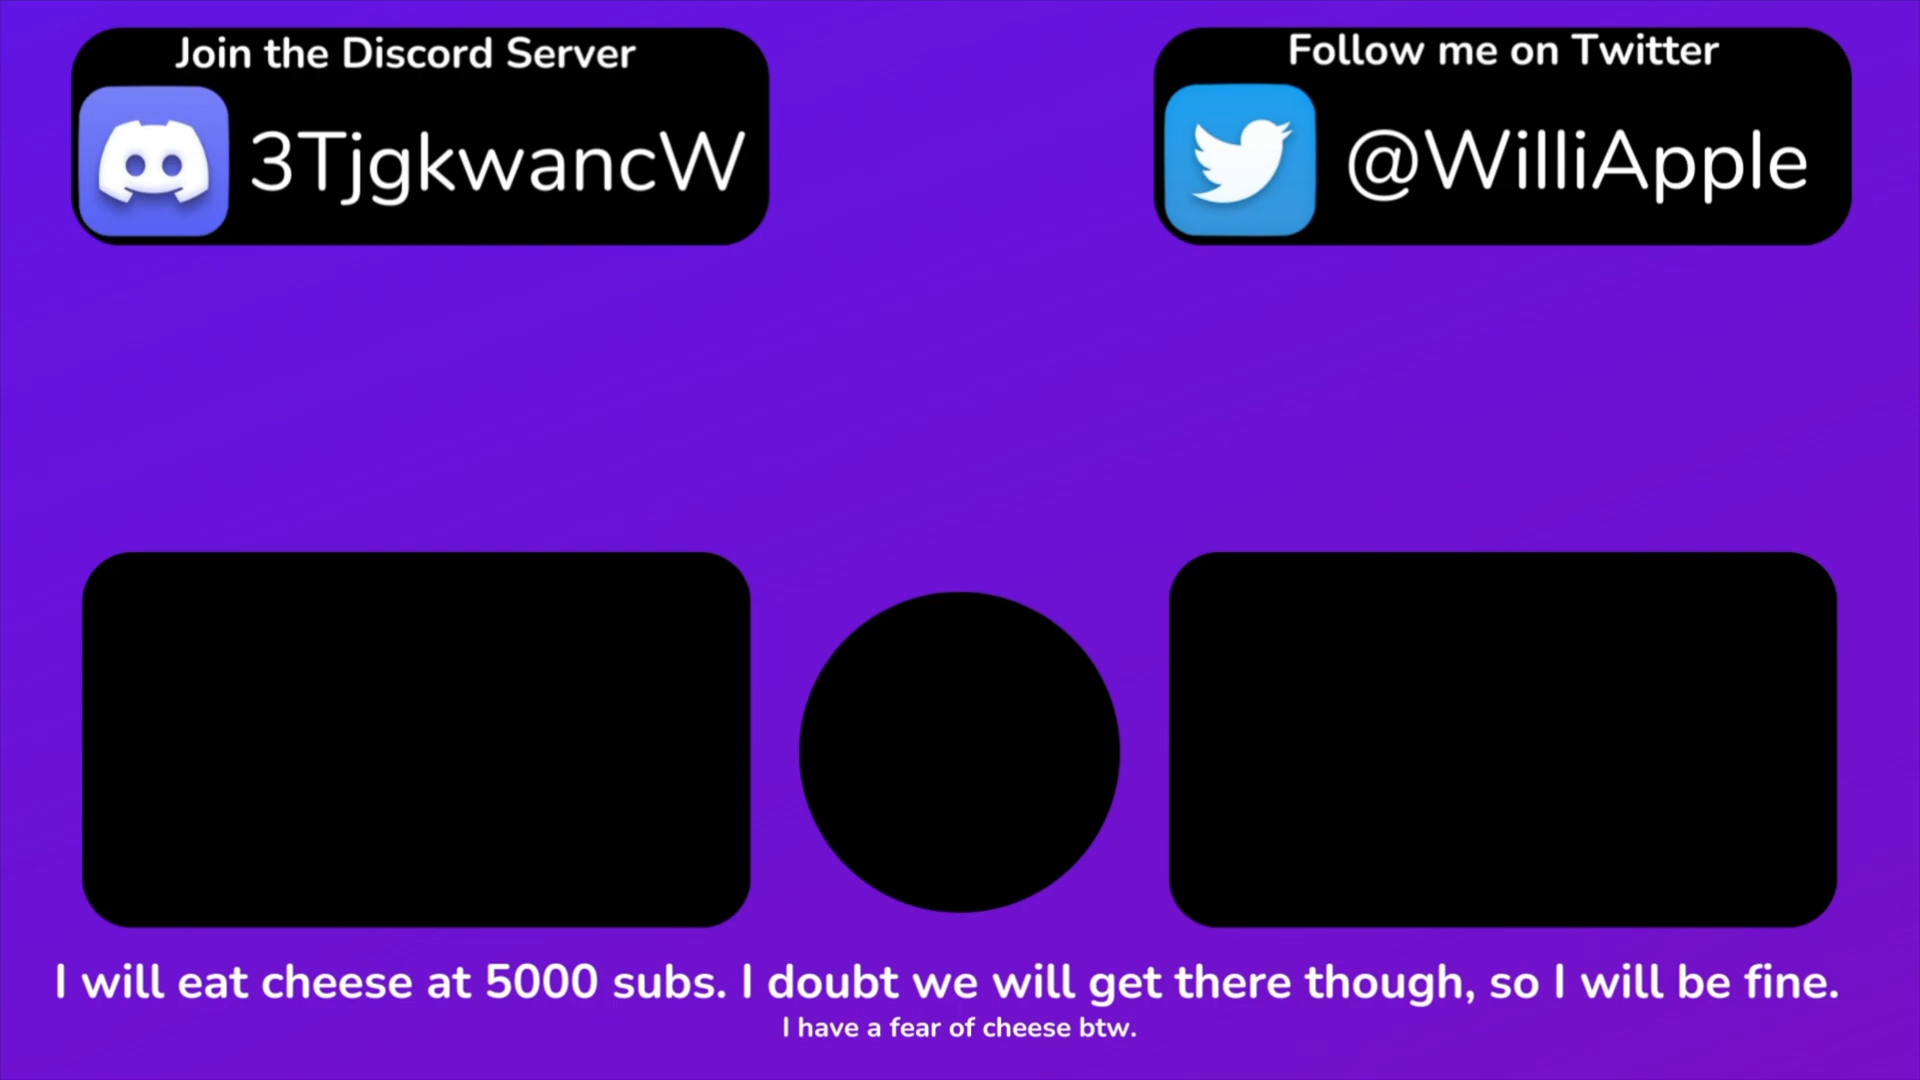 Join the Discord Server
3TjgkwancW
Follow me on Twitter
@WilliApple
I will eat cheese at 5000 subs. I doubt we will get there though, so I will be fine.
I have a fear of cheese btw.